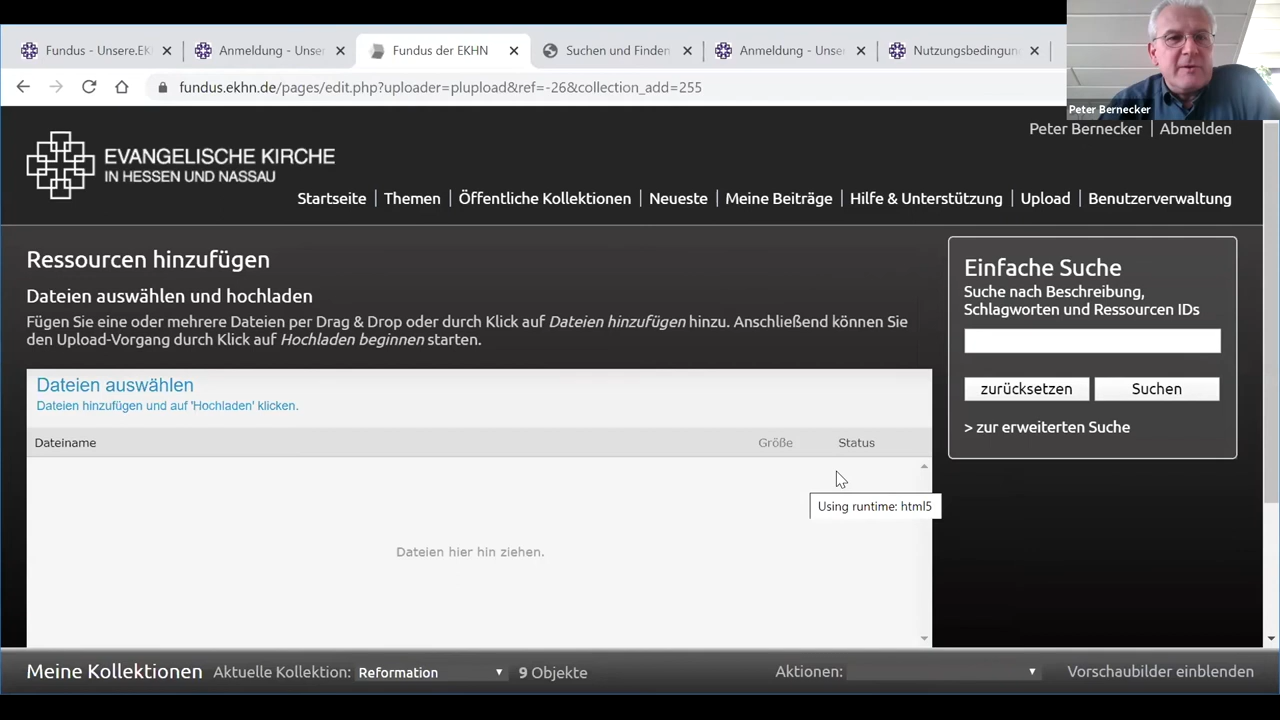 Fundus - Unsere.EK
Anmeldung - Unser
Fundus der EKHN
Suchen und Finden
Anmeldung - Unse
Nutzungsbedingun
fundus.ekhn.de/pages/edit.php?uploader=plupload&ref=-26&collection_add=255
Peter Bernecker
Peter Bernecker | Abmelden
EVANGELISCHE KIRCHE
IN HESSEN UND NASSAU
Startseite | Themen | Öffentliche Kollektionen | Neueste | Meine Beiträge | Hilfe & Unterstützung | Upload | Benutzerverwaltung
Ressourcen hinzufügen
Dateien auswählen und hochladen
Fügen Sie eine oder mehrere Dateien per Drag & Drop oder durch Klick auf Dateien hinzufügen hinzu. Anschließend können Sie
den Upload-Vorgang durch Klick auf Hochladen beginnen starten.
Dateien auswählen
Dateien hinzufügen und auf 'Hochladen' klicken.
Dateiname Größe Status
Using runtime: html5
Dateien hier hin ziehen.
Einfache Suche
Suche nach Beschreibung,
Schlagworten und Ressourcen IDs
zurücksetzen Suchen
> zur erweiterten Suche
Meine Kollektionen Aktuelle Kollektion: Reformation 9 Objekte Aktionen: Vorschaubilder einblenden